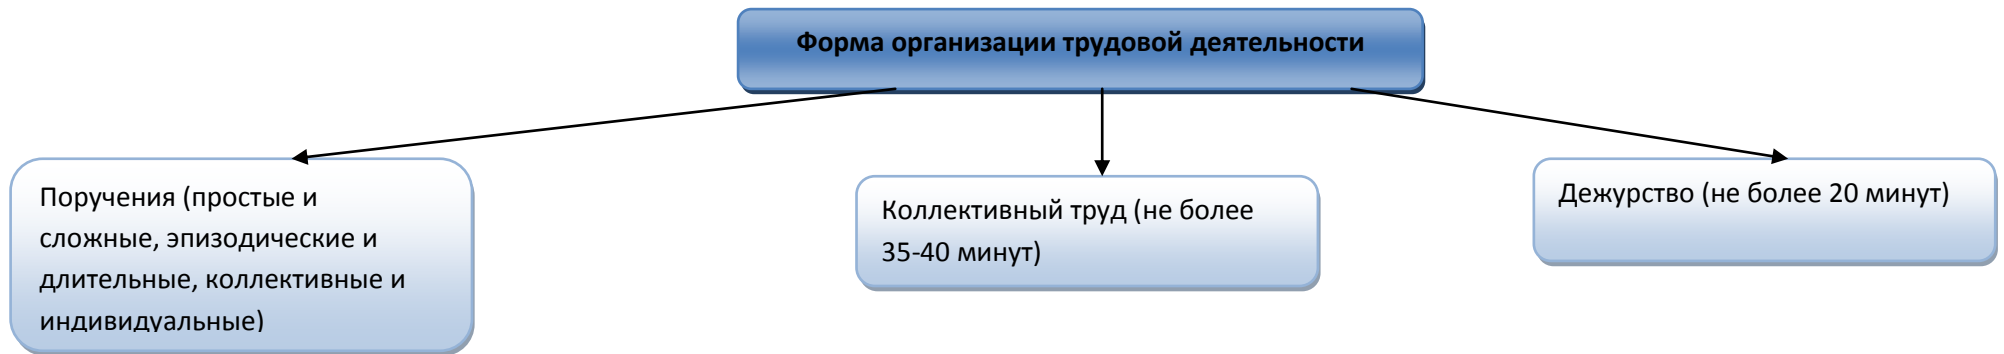 Форма организации трудовой деятельности
Поручения (простые и
сложные, эпизодические и
длительные, коллективные и
индивидуальные)
Коллективный труд (не более
35-40 минут)
Дежурство (не более 20 минут)